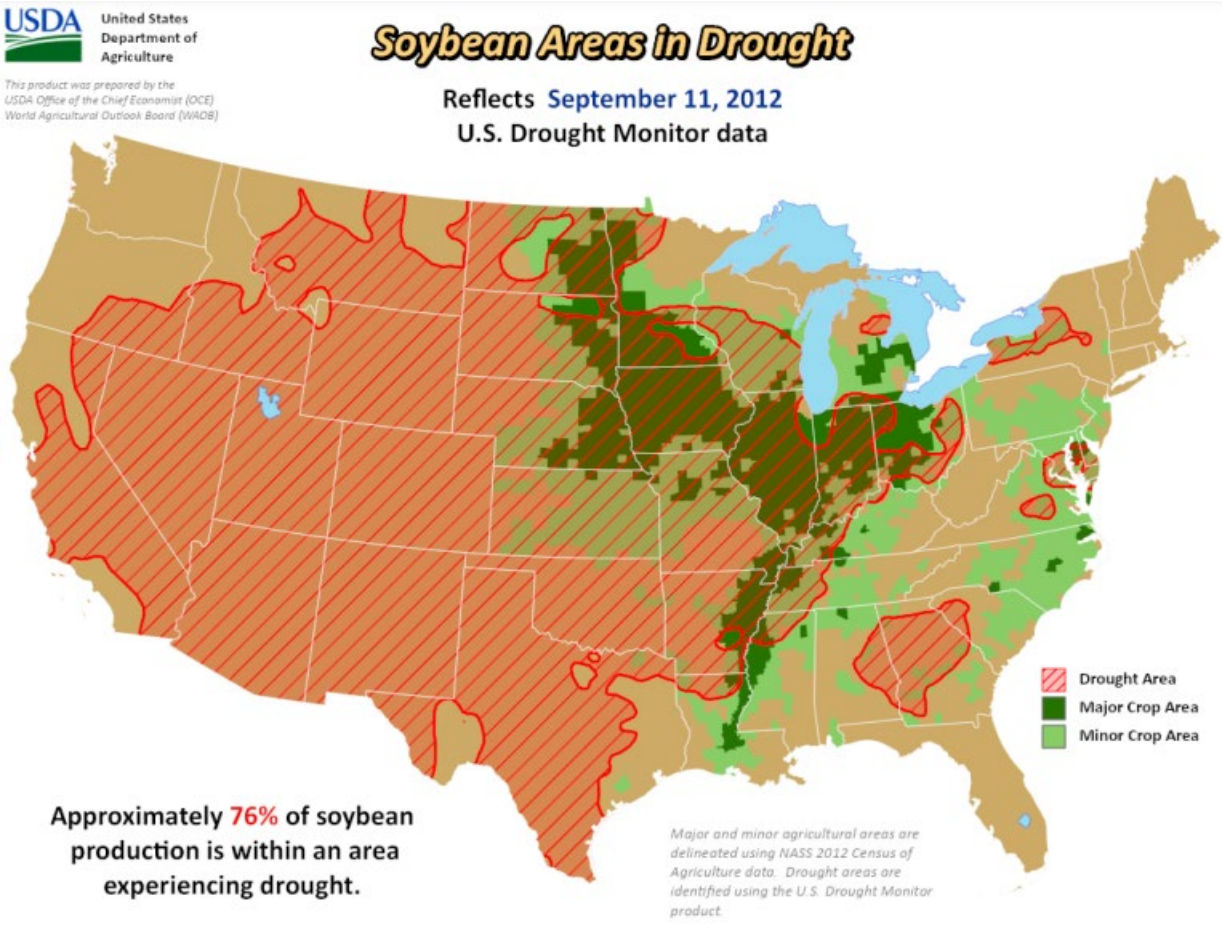 USDA
United States
Department of
Agriculture
This product was prepared by the
USDA Office of the Chief Economist (OCE)
World Agricultural Outlook Board (WAOB)
Soybean Areas in Drought
Reflects September 11, 2012
U.S. Drought Monitor data
Drought Area
Major Crop Area
Minor Crop Area
Approximately 76% of soybean
production is within an area
experiencing drought.
Major and minor agricultural areas are
delineated using NASS 2012 Census of
Agriculture data. Drought areas are
identified using the U.S. Drought Monitor
product.